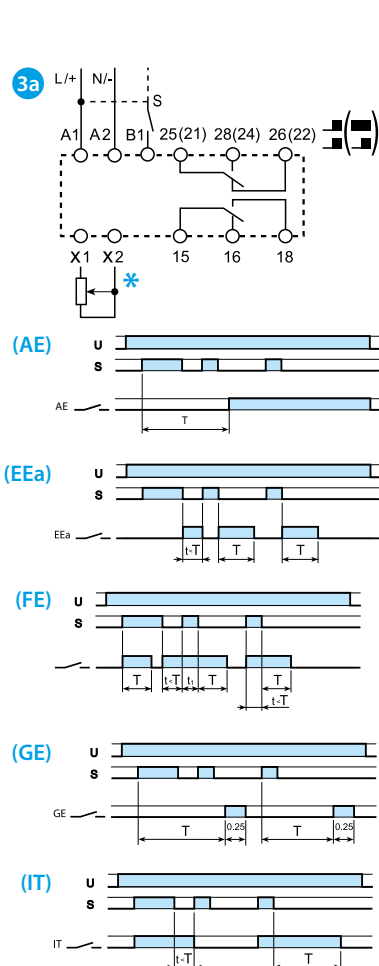 3a
L/+ N/-
S
A1 A2 B1 25(21) 28(24) 26(22)
X1 X2 15 16 18
*
(AE)
U
S
AE
T
(EEa)
U
S
EEa
t<T T T
(FE)
U
S
T t<T t1 T T
t<T
(GE)
U
S
GE
T 0.25 T 0.25
(IT)
U
S
IT
t<T T